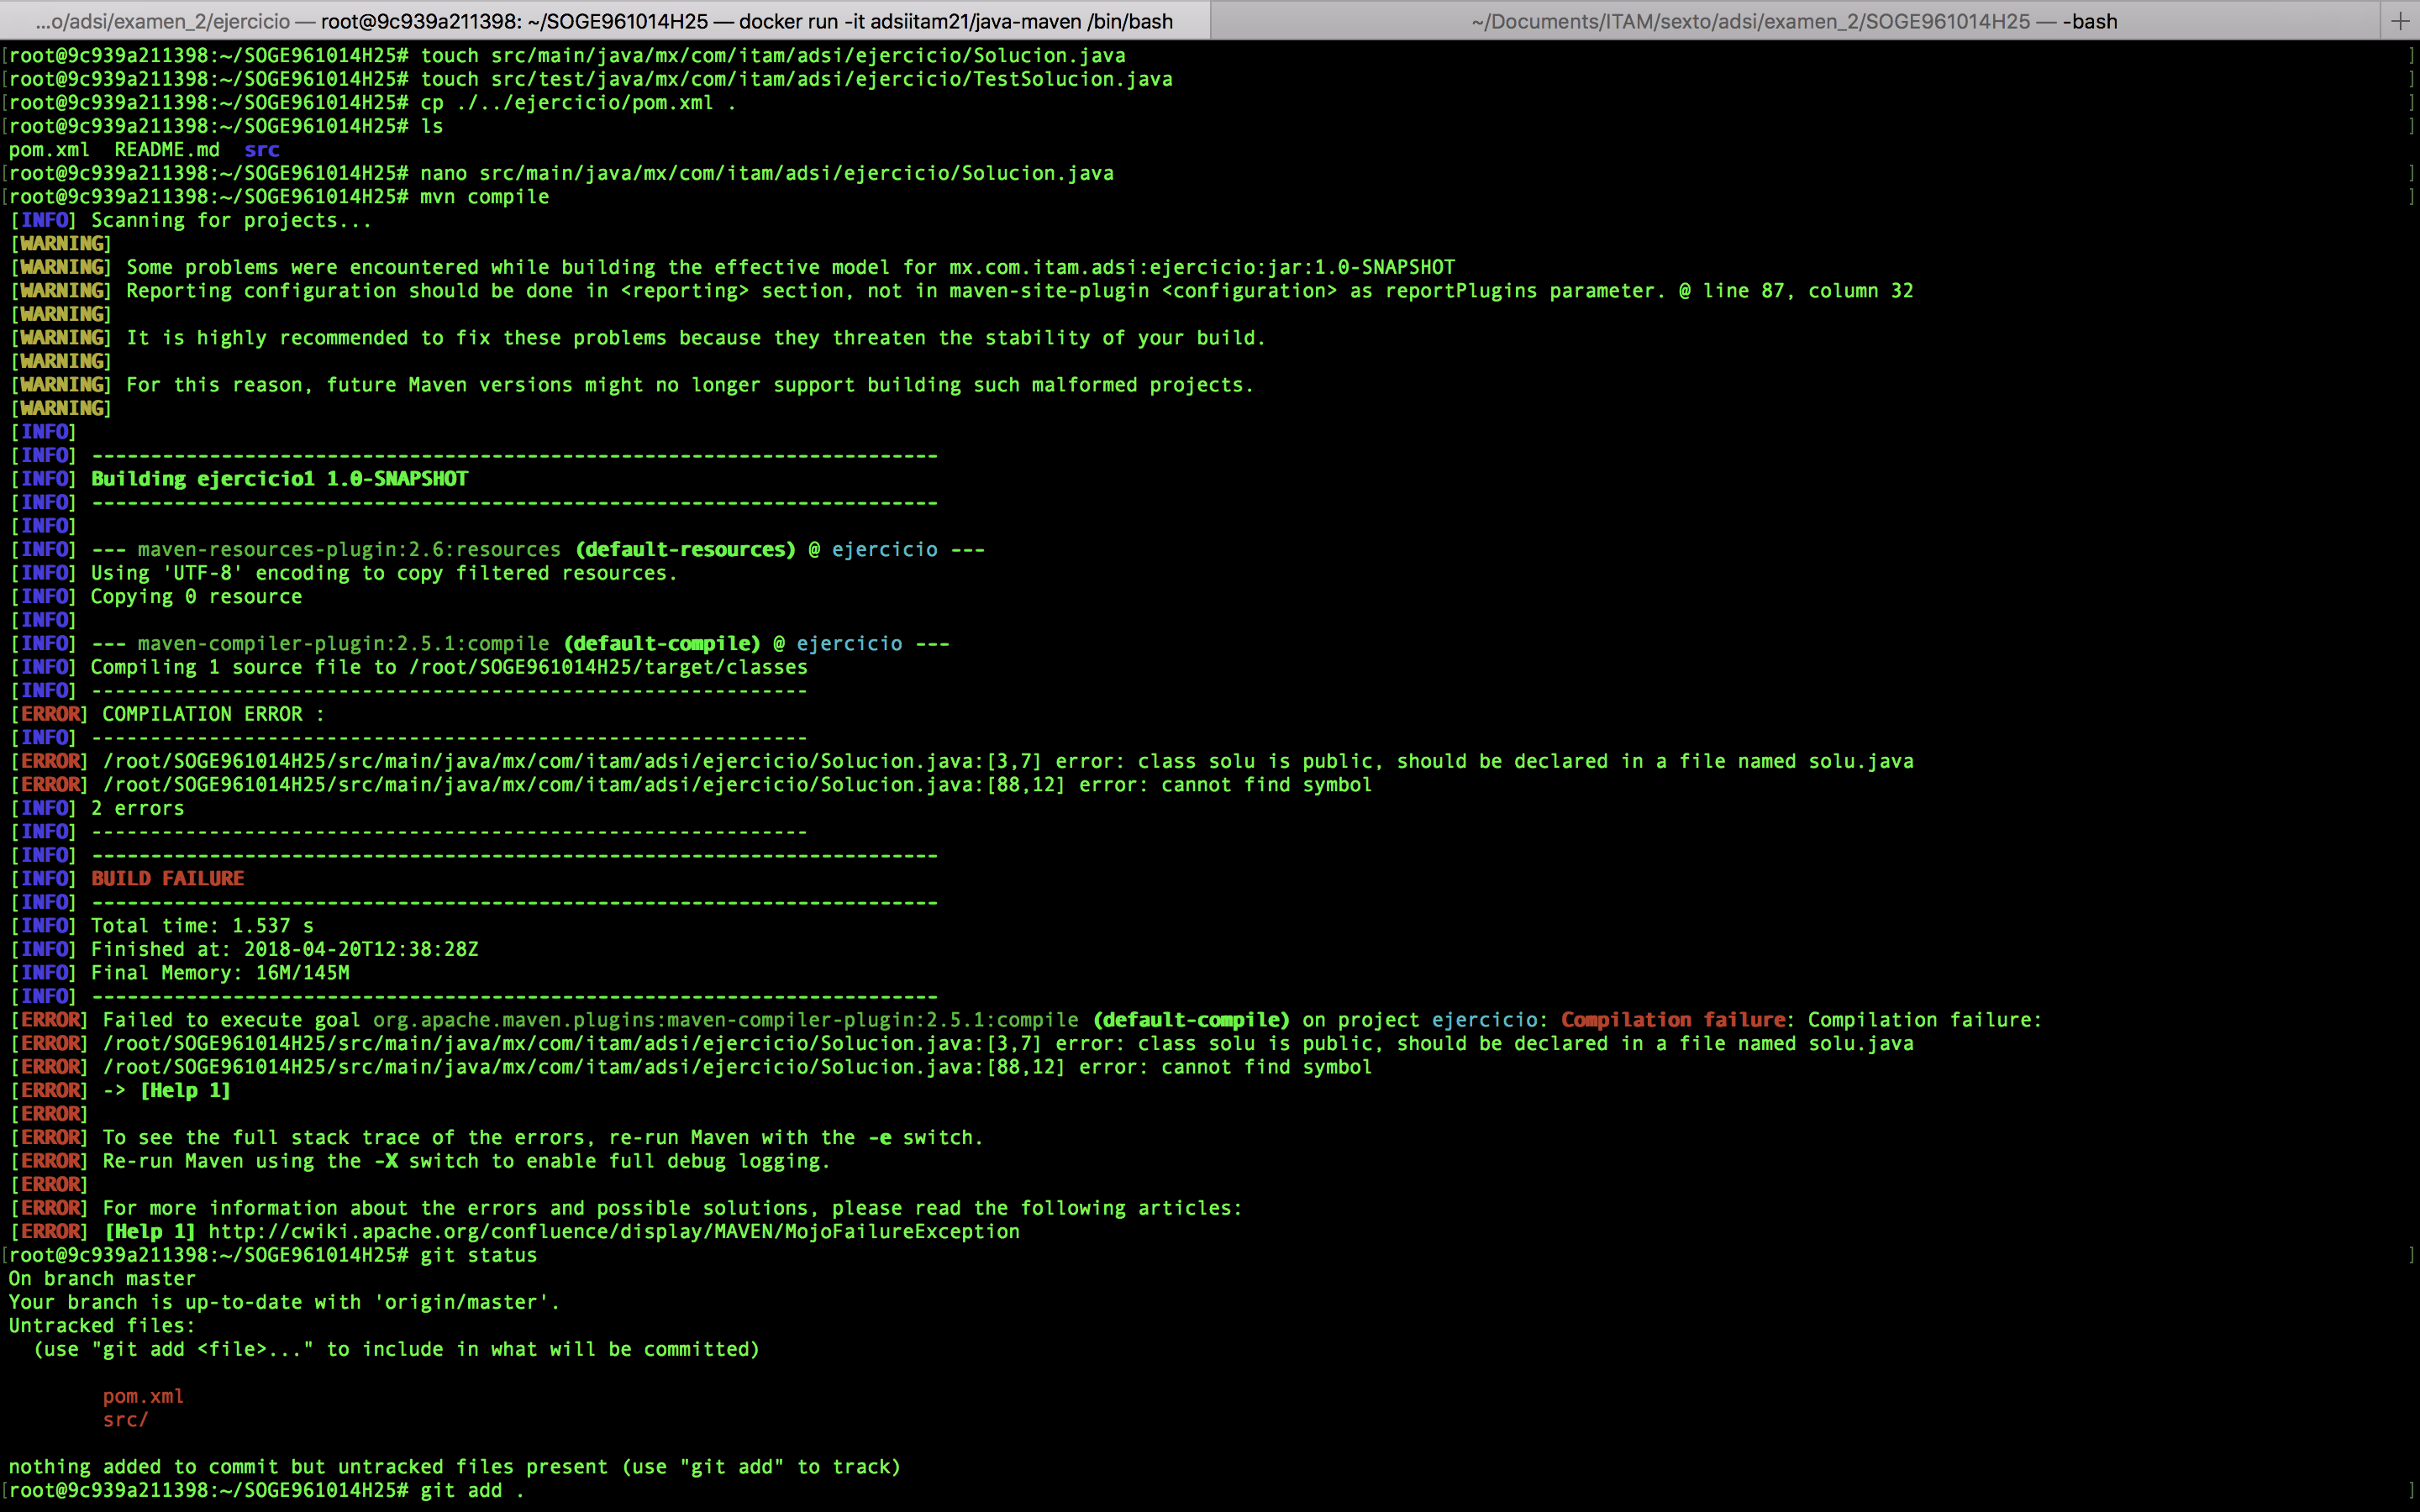 ...o/adsi/examen_2/ejercicio — root@9c939a211398: ~/SOGE961014H25 — docker run -it adsiitam21/java-maven /bin/bash
~/Documents/ITAM/sexto/adsi/examen_2/SOGE961014H25 — -bash
+
[root@9c939a211398:~/SOGE961014H25# touch src/main/java/mx/com/itam/adsi/ejercicio/Solucion.java ]
[root@9c939a211398:~/SOGE961014H25# touch src/test/java/mx/com/itam/adsi/ejercicio/TestSolucion.java ]
[root@9c939a211398:~/SOGE961014H25# cp ./../ejercicio/pom.xml . ]
[root@9c939a211398:~/SOGE961014H25# ls ]
pom.xml  README.md  src
[root@9c939a211398:~/SOGE961014H25# nano src/main/java/mx/com/itam/adsi/ejercicio/Solucion.java ]
[root@9c939a211398:~/SOGE961014H25# mvn compile ]
[INFO] Scanning for projects...
[WARNING]
[WARNING] Some problems were encountered while building the effective model for mx.com.itam.adsi:ejercicio:jar:1.0-SNAPSHOT
[WARNING] Reporting configuration should be done in <reporting> section, not in maven-site-plugin <configuration> as reportPlugins parameter. @ line 87, column 32
[WARNING]
[WARNING] It is highly recommended to fix these problems because they threaten the stability of your build.
[WARNING]
[WARNING] For this reason, future Maven versions might no longer support building such malformed projects.
[WARNING]
[INFO]
[INFO] ------------------------------------------------------------------------
[INFO] Building ejercicio1 1.0-SNAPSHOT
[INFO] ------------------------------------------------------------------------
[INFO]
[INFO] --- maven-resources-plugin:2.6:resources (default-resources) @ ejercicio ---
[INFO] Using 'UTF-8' encoding to copy filtered resources.
[INFO] Copying 0 resource
[INFO]
[INFO] --- maven-compiler-plugin:2.5.1:compile (default-compile) @ ejercicio ---
[INFO] Compiling 1 source file to /root/SOGE961014H25/target/classes
[INFO] -------------------------------------------------------------
[ERROR] COMPILATION ERROR :
[INFO] -------------------------------------------------------------
[ERROR] /root/SOGE961014H25/src/main/java/mx/com/itam/adsi/ejercicio/Solucion.java:[3,7] error: class solu is public, should be declared in a file named solu.java
[ERROR] /root/SOGE961014H25/src/main/java/mx/com/itam/adsi/ejercicio/Solucion.java:[88,12] error: cannot find symbol
[INFO] 2 errors
[INFO] -------------------------------------------------------------
[INFO] ------------------------------------------------------------------------
[INFO] BUILD FAILURE
[INFO] ------------------------------------------------------------------------
[INFO] Total time: 1.537 s
[INFO] Finished at: 2018-04-20T12:38:28Z
[INFO] Final Memory: 16M/145M
[INFO] ------------------------------------------------------------------------
[ERROR] Failed to execute goal org.apache.maven.plugins:maven-compiler-plugin:2.5.1:compile (default-compile) on project ejercicio: Compilation failure: Compilation failure:
[ERROR] /root/SOGE961014H25/src/main/java/mx/com/itam/adsi/ejercicio/Solucion.java:[3,7] error: class solu is public, should be declared in a file named solu.java
[ERROR] /root/SOGE961014H25/src/main/java/mx/com/itam/adsi/ejercicio/Solucion.java:[88,12] error: cannot find symbol
[ERROR] -> [Help 1]
[ERROR]
[ERROR] To see the full stack trace of the errors, re-run Maven with the -e switch.
[ERROR] Re-run Maven using the -X switch to enable full debug logging.
[ERROR]
[ERROR] For more information about the errors and possible solutions, please read the following articles:
[ERROR] [Help 1] http://cwiki.apache.org/confluence/display/MAVEN/MojoFailureException
[root@9c939a211398:~/SOGE961014H25# git status ]
On branch master
Your branch is up-to-date with 'origin/master'.
Untracked files:
  (use "git add <file>..." to include in what will be committed)
pom.xml
src/
nothing added to commit but untracked files present (use "git add" to track)
[root@9c939a211398:~/SOGE961014H25# git add . ]